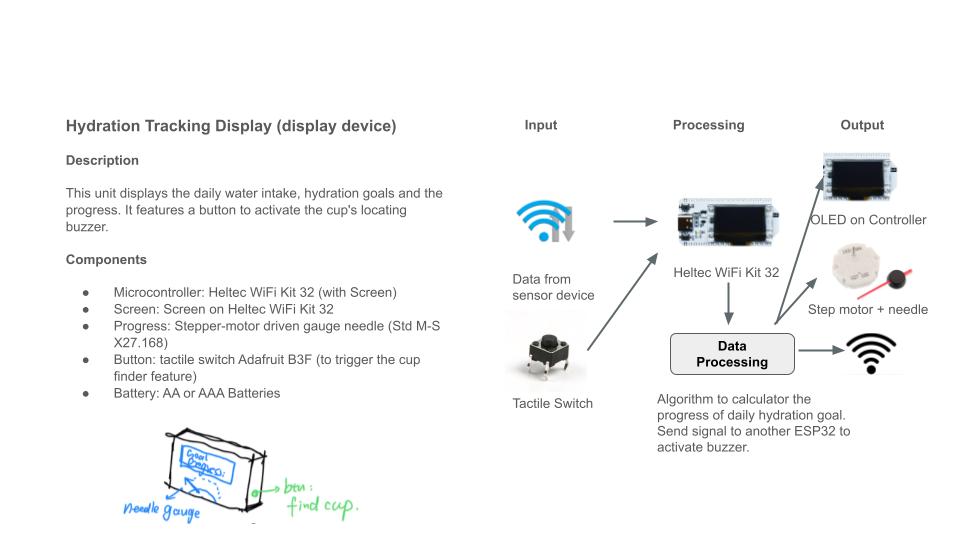 Hydration Tracking Display (display device)
Description
This unit displays the daily water intake, hydration goals and the
progress. It features a button to activate the cup's locating
buzzer.
Components
● Microcontroller: Heltec WiFi Kit 32 (with Screen)
● Screen: Screen on Heltec WiFi Kit 32
● Progress: Stepper-motor driven gauge needle (Std M-S
X27.168)
● Button: tactile switch Adafruit B3F (to trigger the cup
finder feature)
● Battery: AA or AAA Batteries
Goal
Progress:
Needle gauge
btn:
find cup.
Input
Processing
Output
Data from
sensor device
Tactile Switch
Heltec WiFi Kit 32
Data
Processing
Algorithm to calculator the
progress of daily hydration goal.
Send signal to another ESP32 to
activate buzzer.
OLED on Controller
Step motor + needle